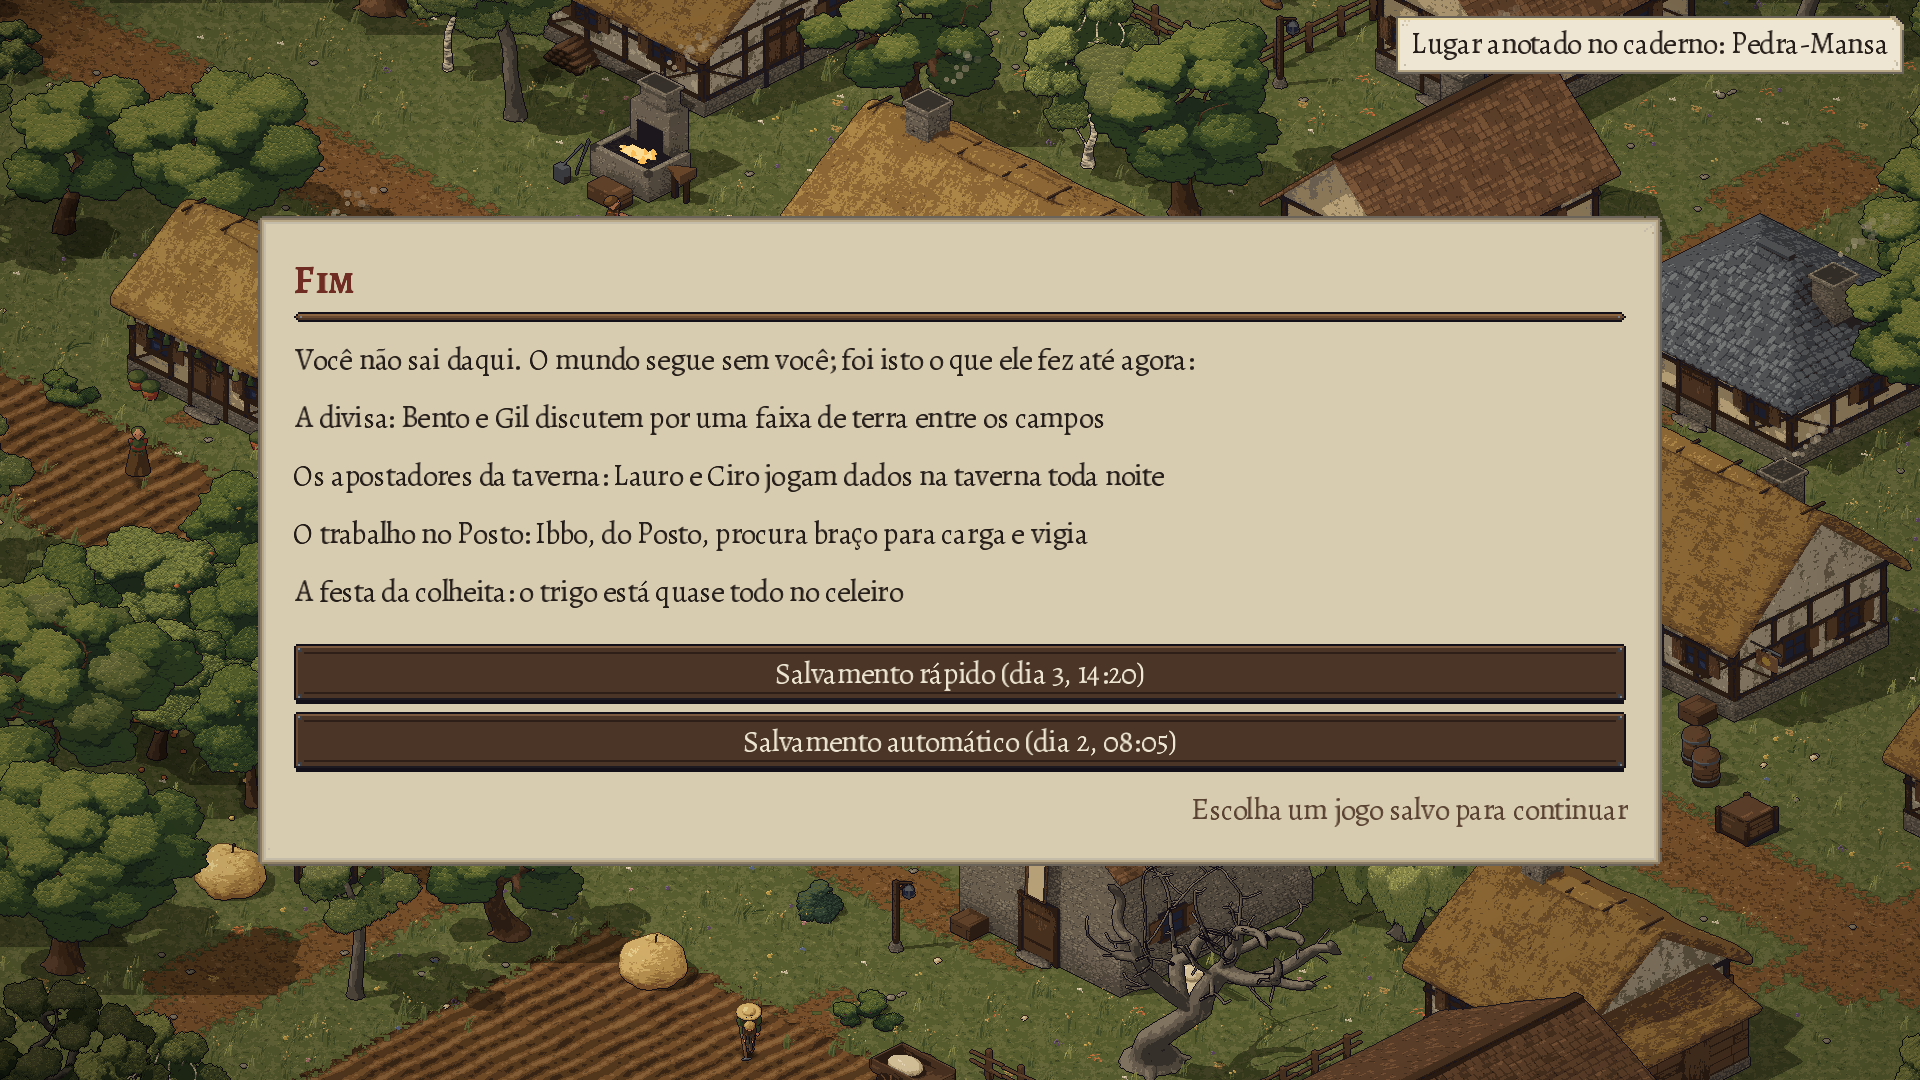 Lugar anotado no caderno: Pedra-Mansa
Fim
Você não sai daqui. O mundo segue sem você; foi isto o que ele fez até agora:
A divisa: Bento e Gil discutem por uma faixa de terra entre os campos
Os apostadores da taverna: Lauro e Ciro jogam dados na taverna toda noite
O trabalho no Posto: Ibbo, do Posto, procura braço para carga e vigia
A festa da colheita: o trigo está quase todo no celeiro
Salvamento rápido (dia 3, 14:20)
Salvamento automático (dia 2, 08:05)
Escolha um jogo salvo para continuar